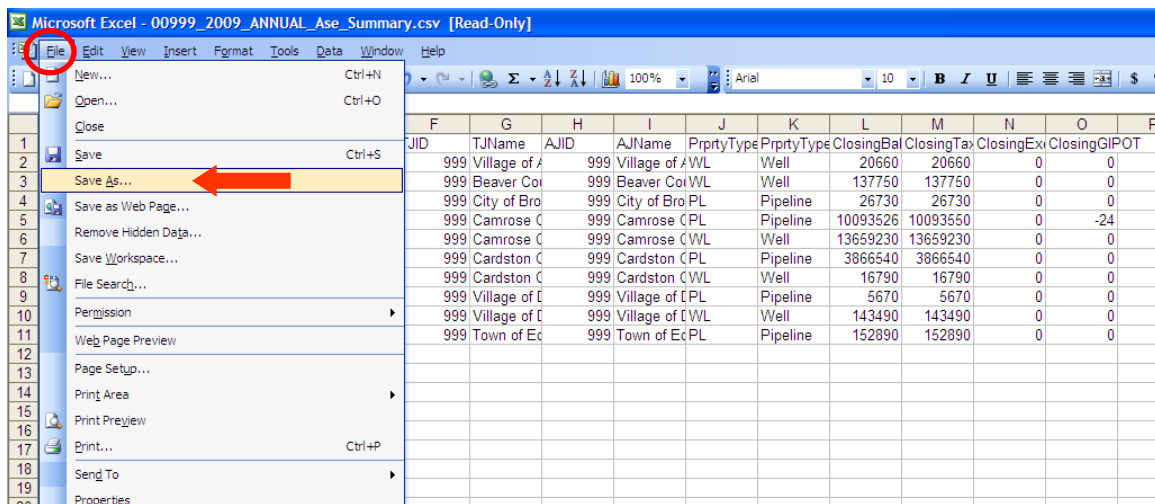 Microsoft Excel - 00999_2009_ANNUAL_Ase_Summary.csv [Read-Only]
File Edit View Insert Format Tools Data Window Help
New... Ctrl+N 100% Arial 10 B I U $
Open... Ctrl+O
Close F G H I J K L M N O
1 TJID TJName AJID AJName PrprtyType PrprtyType ClosingBal ClosingTax ClosingEx ClosingGIPOT
2 Save Ctrl+S 999 Village of A 999 Village of A WL Well 20660 20660 0 0
3 Save As... 999 Beaver Cou 999 Beaver Cou WL Well 137750 137750 0 0
4 Save as Web Page... 999 City of Bro 999 City of Bro PL Pipeline 26730 26730 0 0
5 999 Camrose C 999 Camrose C PL Pipeline 10093526 10093550 0 -24
6 Remove Hidden Data... 999 Camrose C 999 Camrose C WL Well 13659230 13659230 0 0
7 Save Workspace... 999 Cardston C 999 Cardston C PL Pipeline 3866540 3866540 0 0
8 File Search... 999 Cardston C 999 Cardston C WL Well 16790 16790 0 0
9 999 Village of 999 Village of PL Pipeline 5670 5670 0 0
10 Permission 999 Village of 999 Village of WL Well 143490 143490 0 0
11 Web Page Preview 999 Town of Ec 999 Town of Ec PL Pipeline 152890 152890 0 0
12
13 Page Setup...
14 Print Area
15
16 Print Preview
17 Print... Ctrl+P
18 Send To
19
Properties